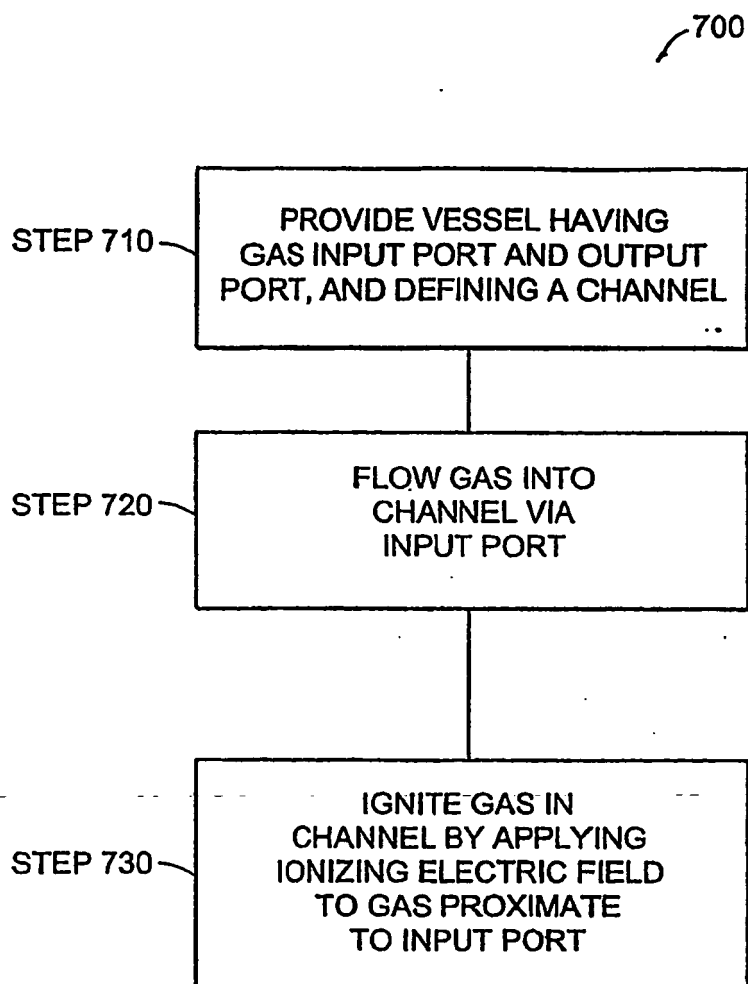 700
STEP 710
PROVIDE VESSEL HAVING
GAS INPUT PORT AND OUTPUT
PORT, AND DEFINING A CHANNEL
STEP 720
FLOW GAS INTO
CHANNEL VIA
INPUT PORT
STEP 730
IGNITE GAS IN
CHANNEL BY APPLYING
IONIZING ELECTRIC FIELD
TO GAS PROXIMATE
TO INPUT PORT